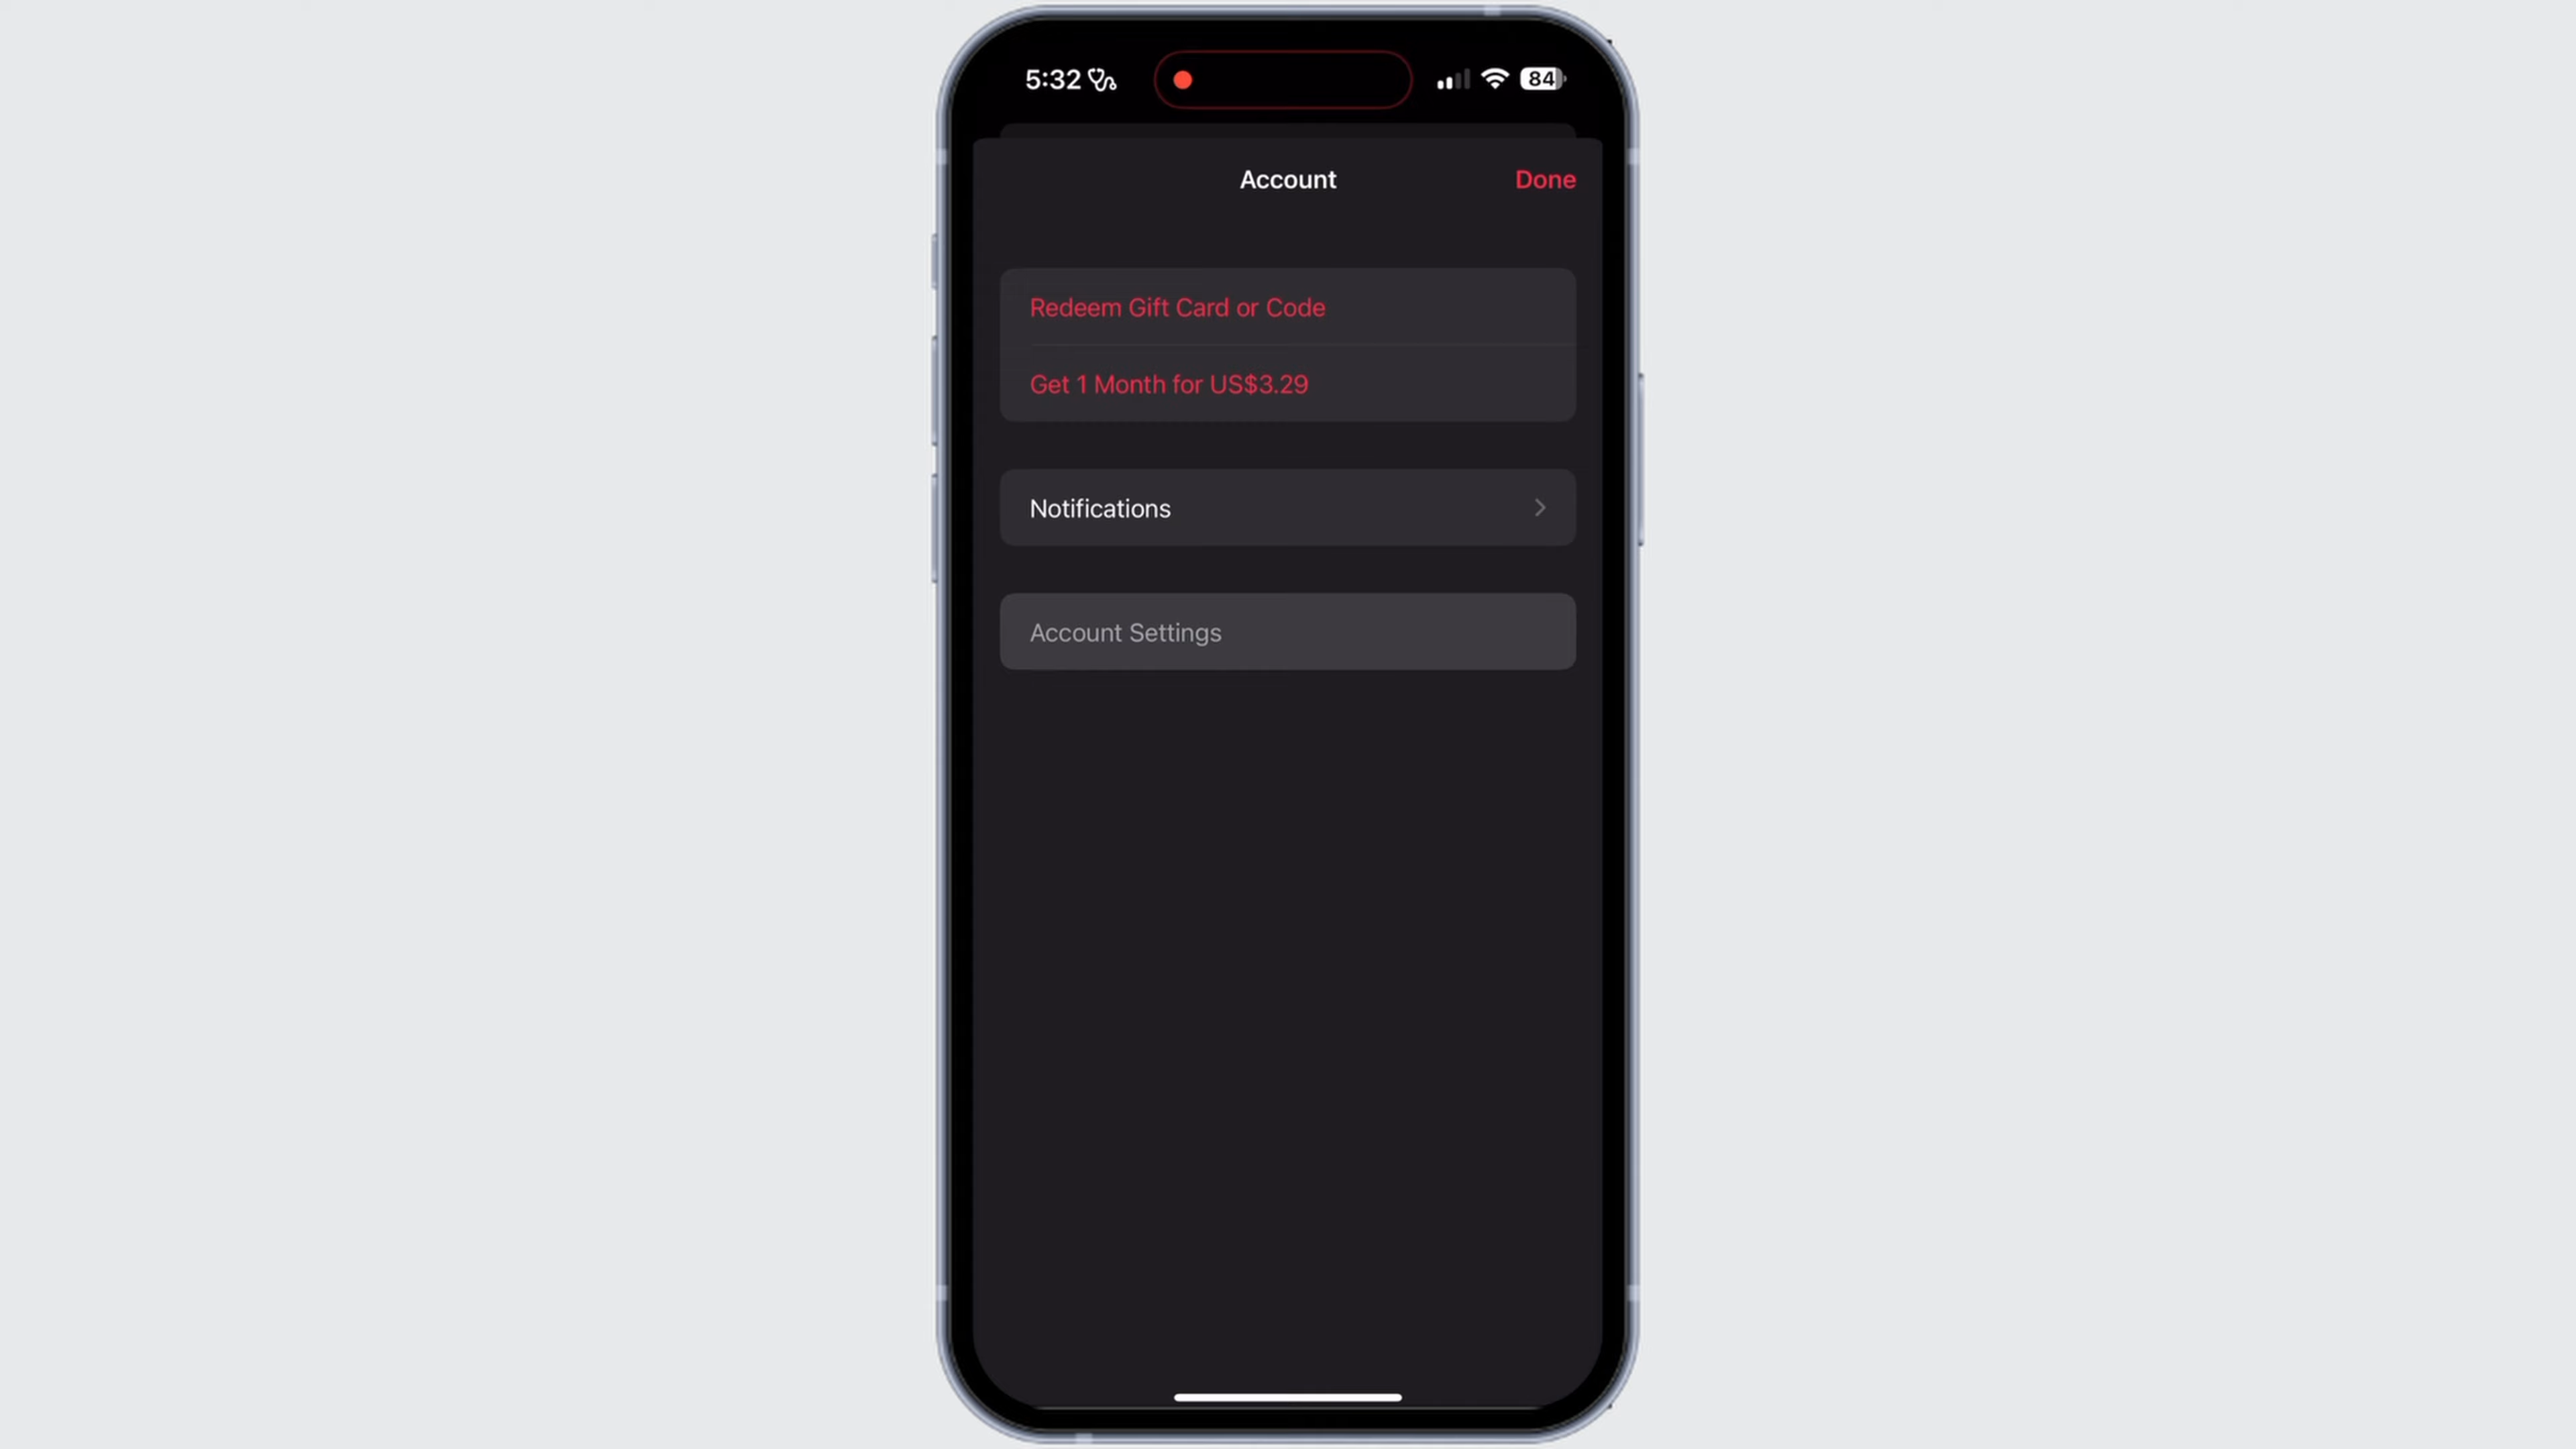 5:32
84
Account
Done
Redeem Gift Card or Code
Get 1 Month for US$3.29
Notifications
Account Settings